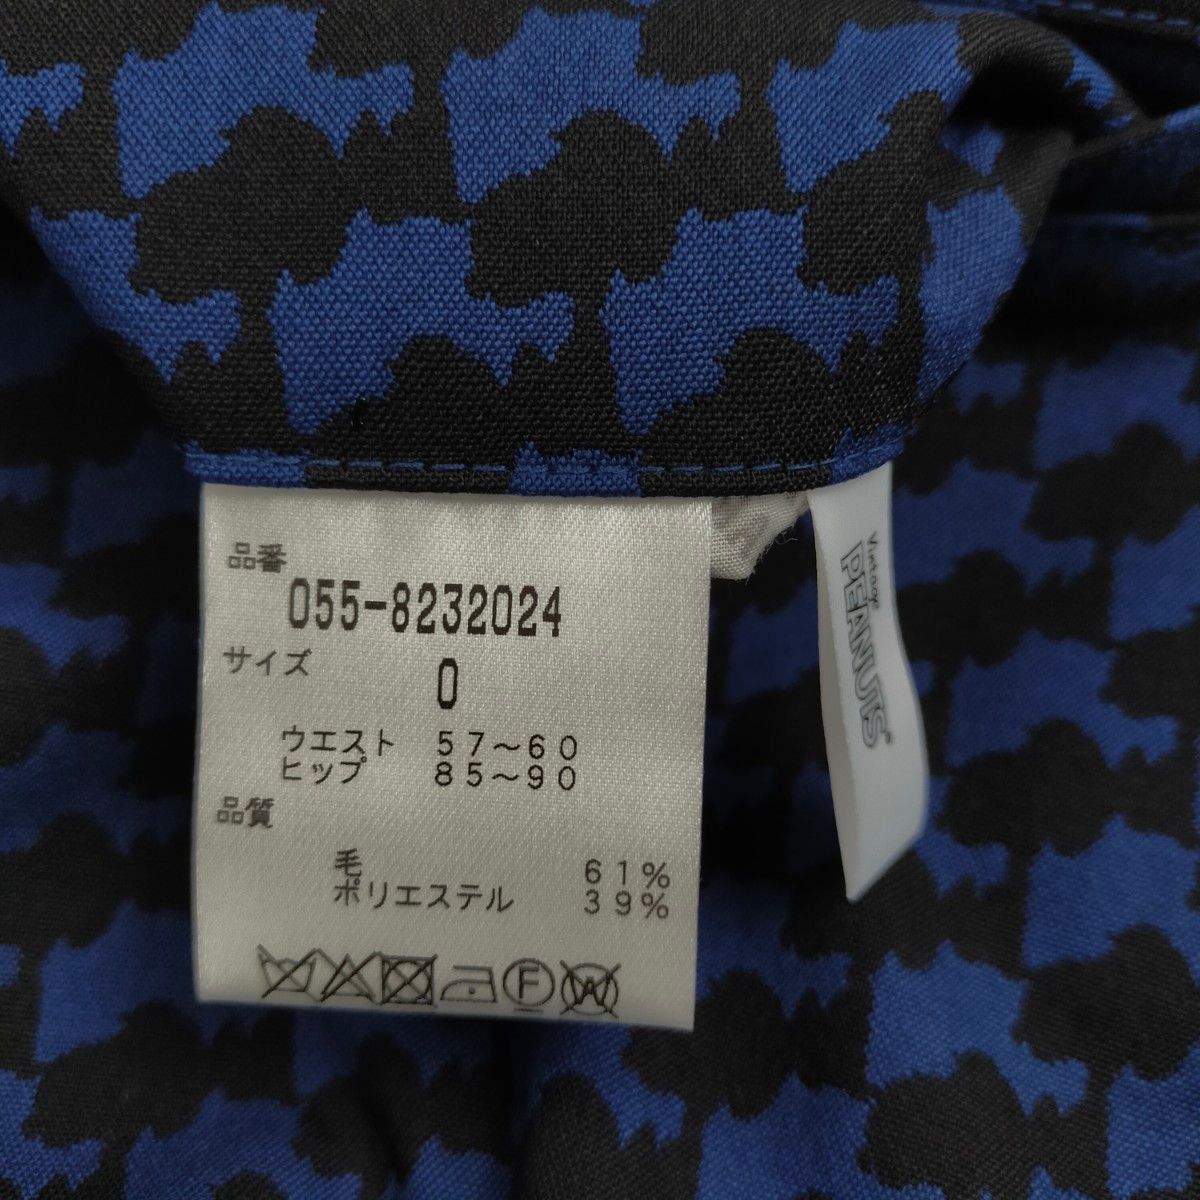 品番
055-8232024
サイズ
0
ウエスト 57～60
ヒップ 85～90
品質
毛 61%
ポリエステル 39%
F
W
Vintage
PEANUTS®